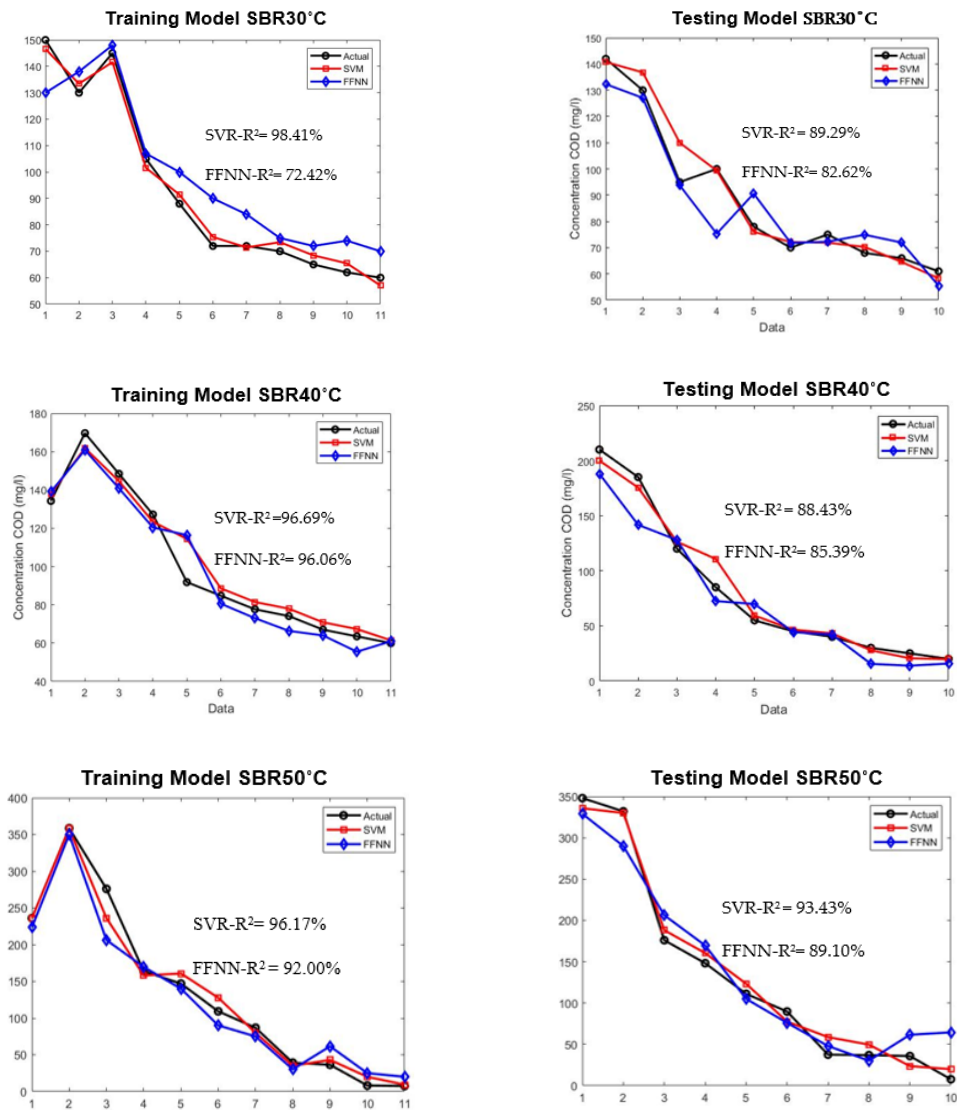 Training Model SBR30°C
150
140
130
120
110
100
90
80
70
60
50
1 2 3 4 5 6 7 8 9 10 11
Actual
SVM
FFNN
SVR-R²= 98.41%
FFNN-R²= 72.42%
Testing Model SBR30°C
Concentration COD (mg/l)
150
140
130
120
110
100
90
80
70
60
50
1 2 3 4 5 6 7 8 9 10
Data
Actual
SVM
FFNN
SVR-R²= 89.29%
FFNN-R²= 82.62%
Training Model SBR40°C
Concentration COD (mg/l)
180
160
140
120
100
80
60
40
1 2 3 4 5 6 7 8 9 10 11
Data
Actual
SVM
FFNN
SVR-R²=96.69%
FFNN-R²= 96.06%
Testing Model SBR40°C
Concentration COD (mg/l)
250
200
150
100
50
0
1 2 3 4 5 6 7 8 9 10
Data
Actual
SVM
FFNN
SVR-R²= 88.43%
FFNN-R²= 85.39%
Training Model SBR50°C
400
350
300
250
200
150
100
50
0
1 2 3 4 5 6 7 8 9 10 11
Actual
SVM
FFNN
SVR-R²= 96.17%
FFNN-R² = 92.00%
Testing Model SBR50°C
350
300
250
200
150
100
50
0
1 2 3 4 5 6 7 8 9 10
Actual
SVM
FFNN
SVR-R²= 93.43%
FFNN-R²= 89.10%